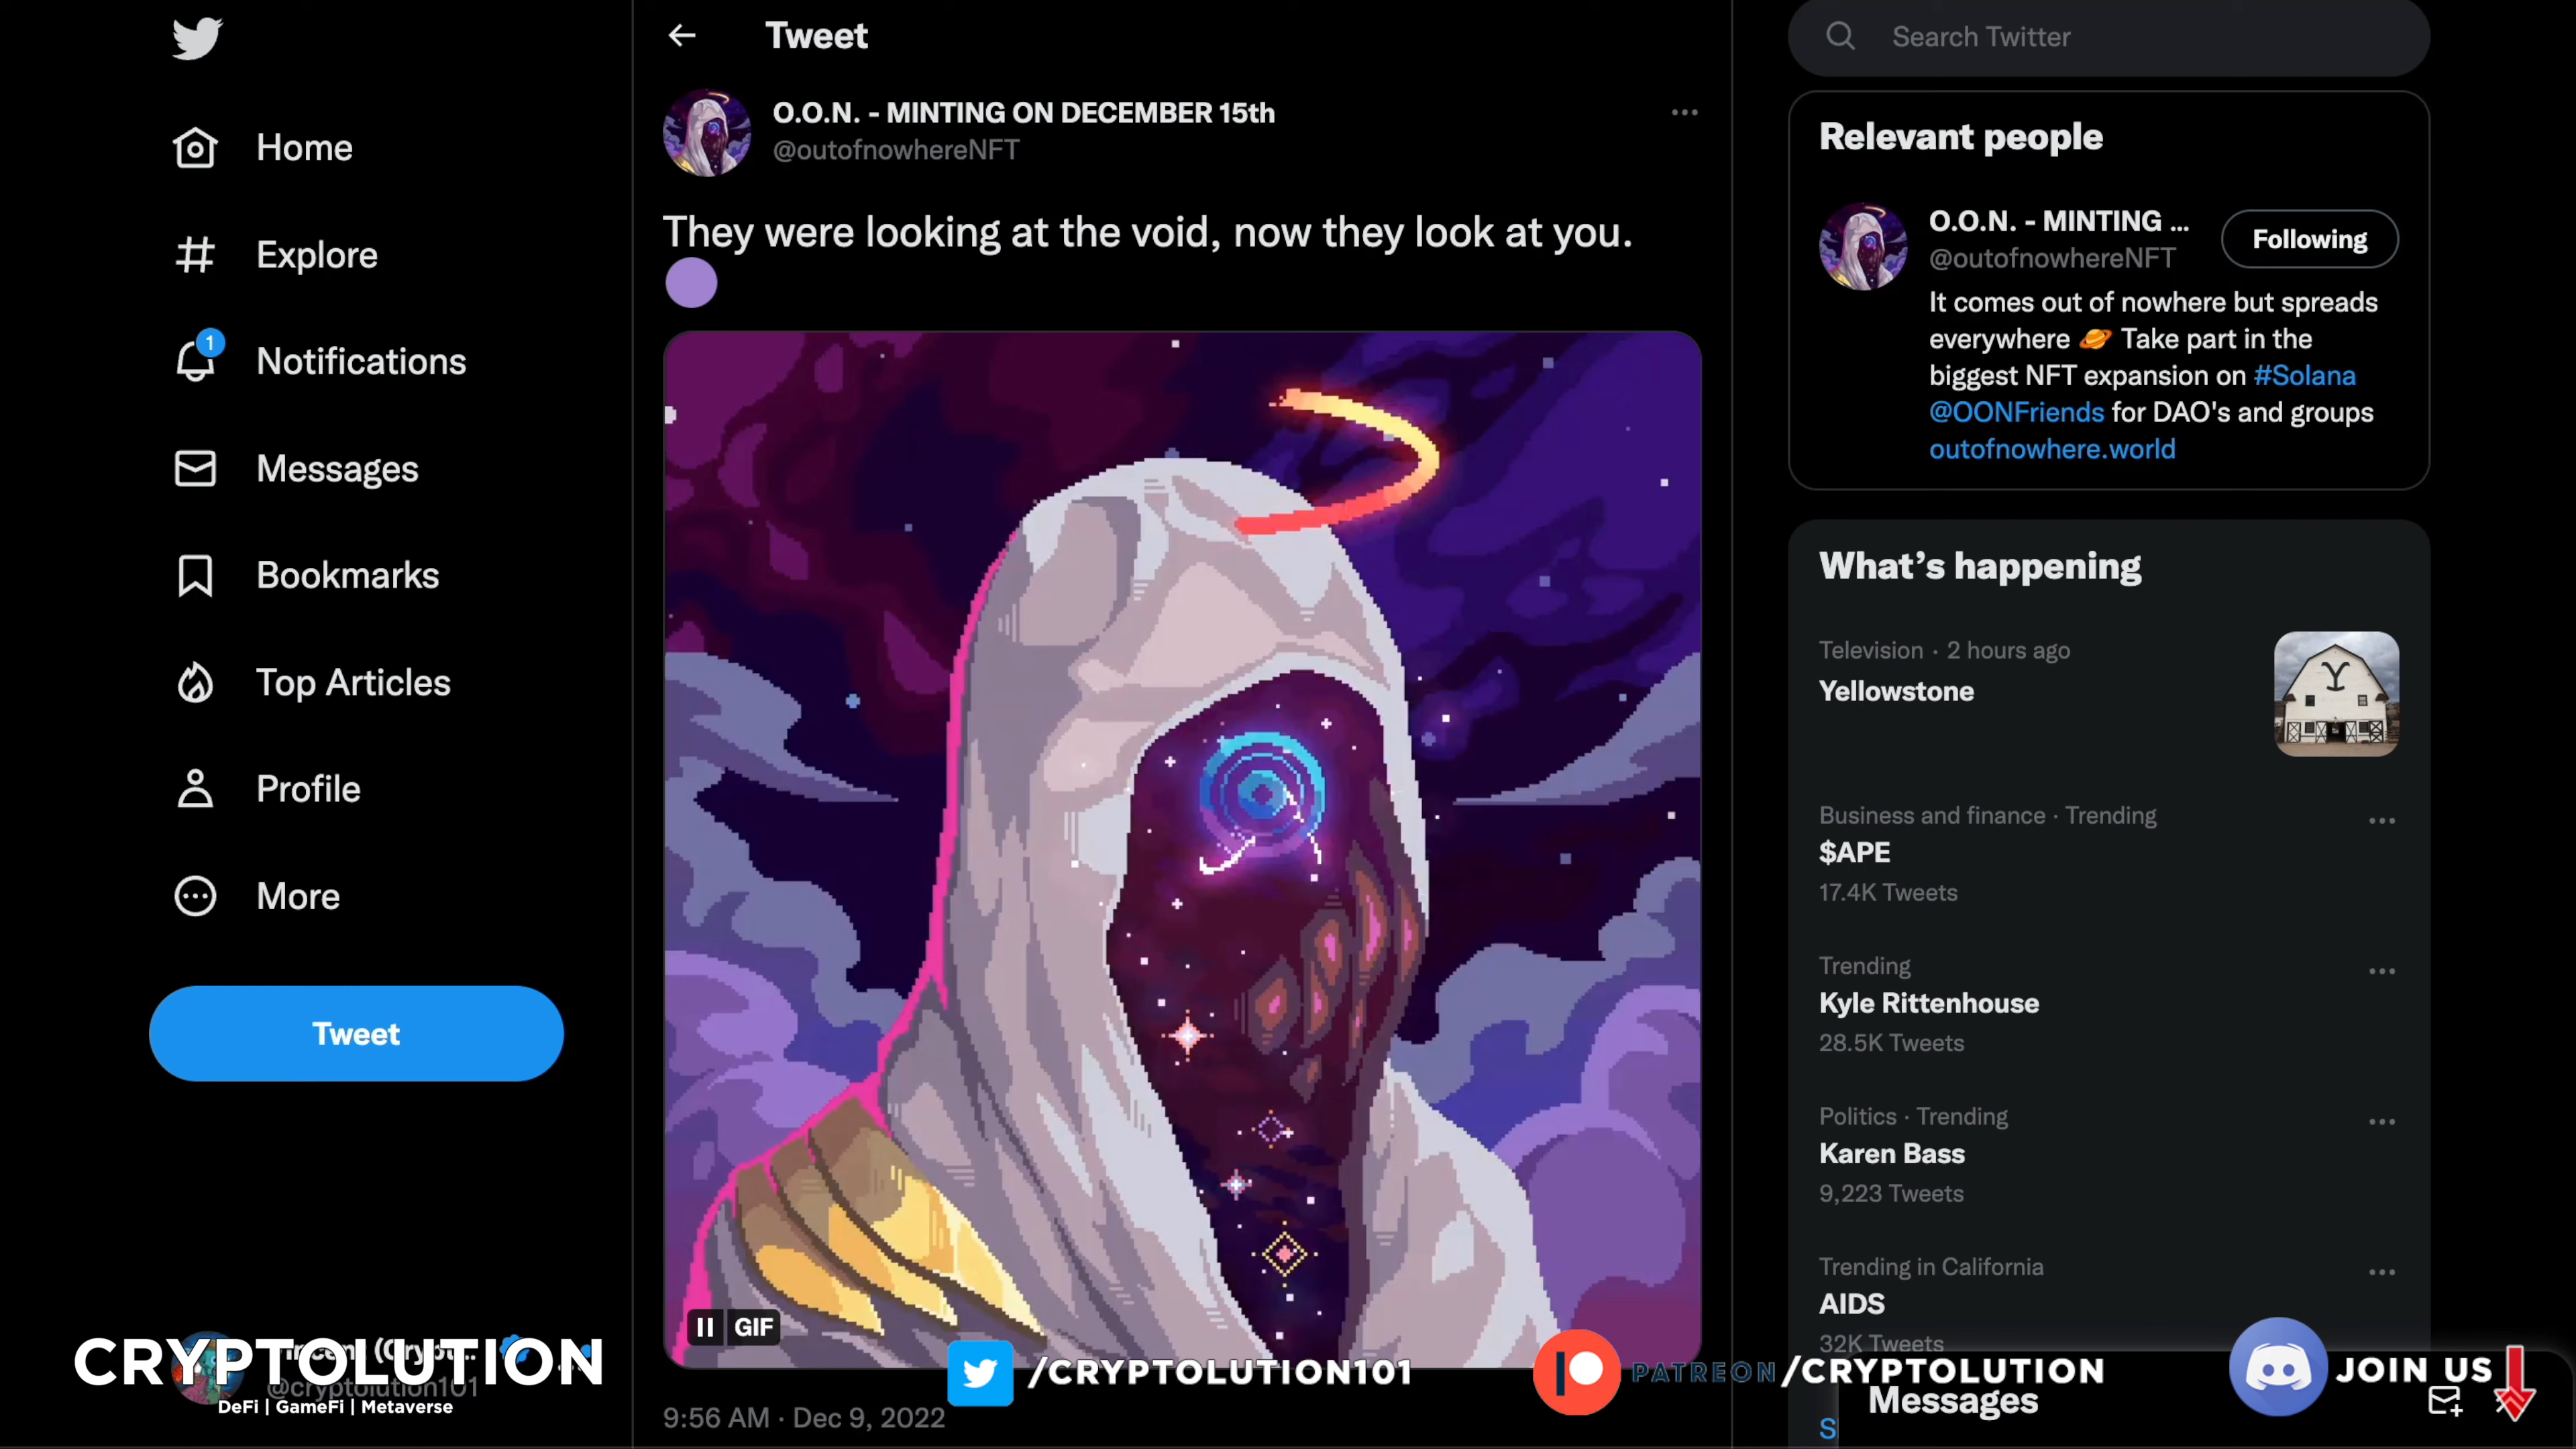 Home
Explore
1
Notifications
Messages
Bookmarks
Top Articles
Profile
More
Tweet
CRYPTOLUTION
@cryptolution101
DeFi | GameFi | Metaverse
Tweet
O.O.N. - MINTING ON DECEMBER 15th
@outofnowhereNFT
They were looking at the void, now they look at you.
GIF
9:56 AM · Dec 9, 2022
/CRYPTOLUTION101
PATREON/CRYPTOLUTION
JOIN US
Search Twitter
Relevant people
O.O.N. - MINTING ...
@outofnowhereNFT
Following
It comes out of nowhere but spreads
everywhere 🪐 Take part in the
biggest NFT expansion on #Solana
@OONFriends for DAO's and groups
outofnowhere.world
What's happening
Television · 2 hours ago
Yellowstone
Y
Business and finance · Trending
$APE
17.4K Tweets
Trending
Kyle Rittenhouse
28.5K Tweets
Politics · Trending
Karen Bass
9,223 Tweets
Trending in California
AIDS
32K Tweets
Messages